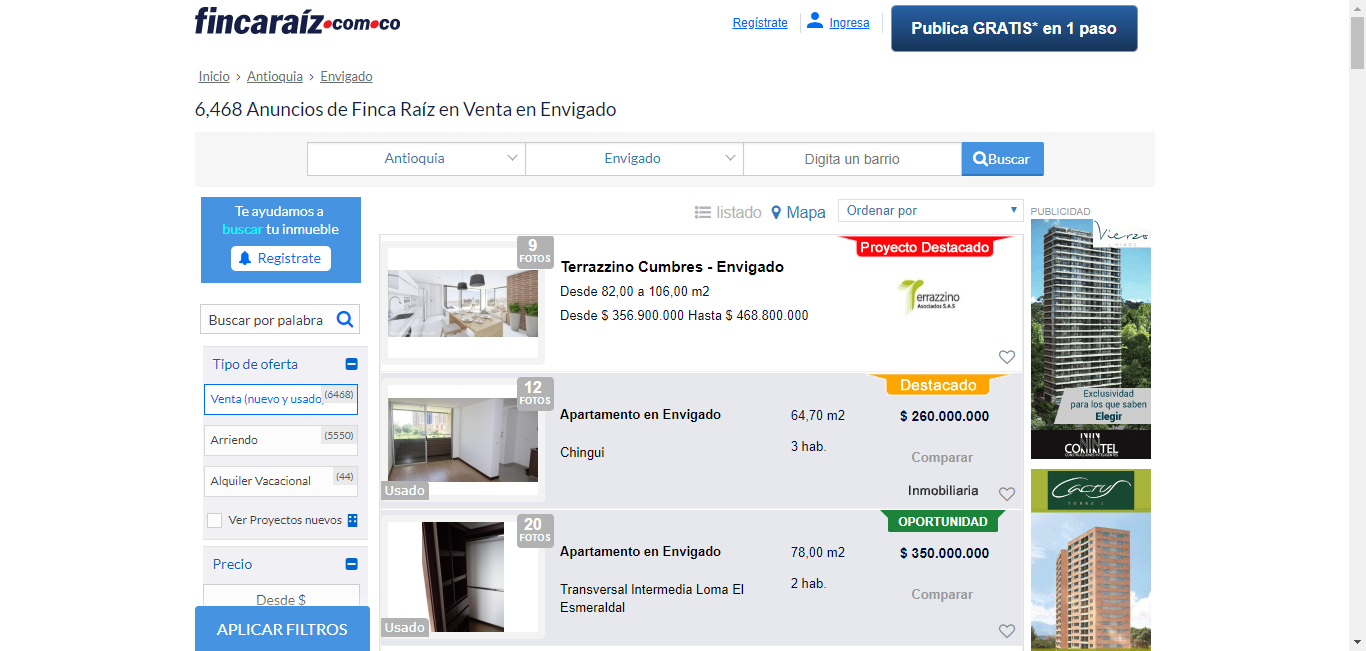 fincaraíz.com.co
Regístrate
Ingresa
Publica GRATIS* en 1 paso
Inicio › Antioquia › Envigado
6,468 Anuncios de Finca Raíz en Venta en Envigado
Antioquia
Envigado
Digita un barrio
Buscar
Te ayudamos a
buscar tu inmueble
Registrate
Buscar por palabra
Tipo de oferta
Venta (nuevo y usado) (6468)
Arriendo (5550)
Alquiler Vacacional (44)
Ver Proyectos nuevos
Precio
Desde $
APLICAR FILTROS
listado
Mapa
Ordenar por
9
FOTOS
Proyecto Destacado
Terrazzino Cumbres - Envigado
Desde 82,00 a 106,00 m2
Desde $ 356.900.000 Hasta $ 468.800.000
Terrazzino
Asociados S.A.S
12
FOTOS
Usado
Destacado
Apartamento en Envigado
64,70 m2
$ 260.000.000
Chingui
3 hab.
Comparar
Inmobiliaria
20
FOTOS
Usado
OPORTUNIDAD
Apartamento en Envigado
78,00 m2
$ 350.000.000
Transversal Intermedia Loma El
Esmeraldal
2 hab.
Comparar
PUBLICIDAD
Vierzo
Exclusividad
para los que saben
Elegir
CONINTEL
CONSTRUCCIONES INTELIGENTES
Cactus